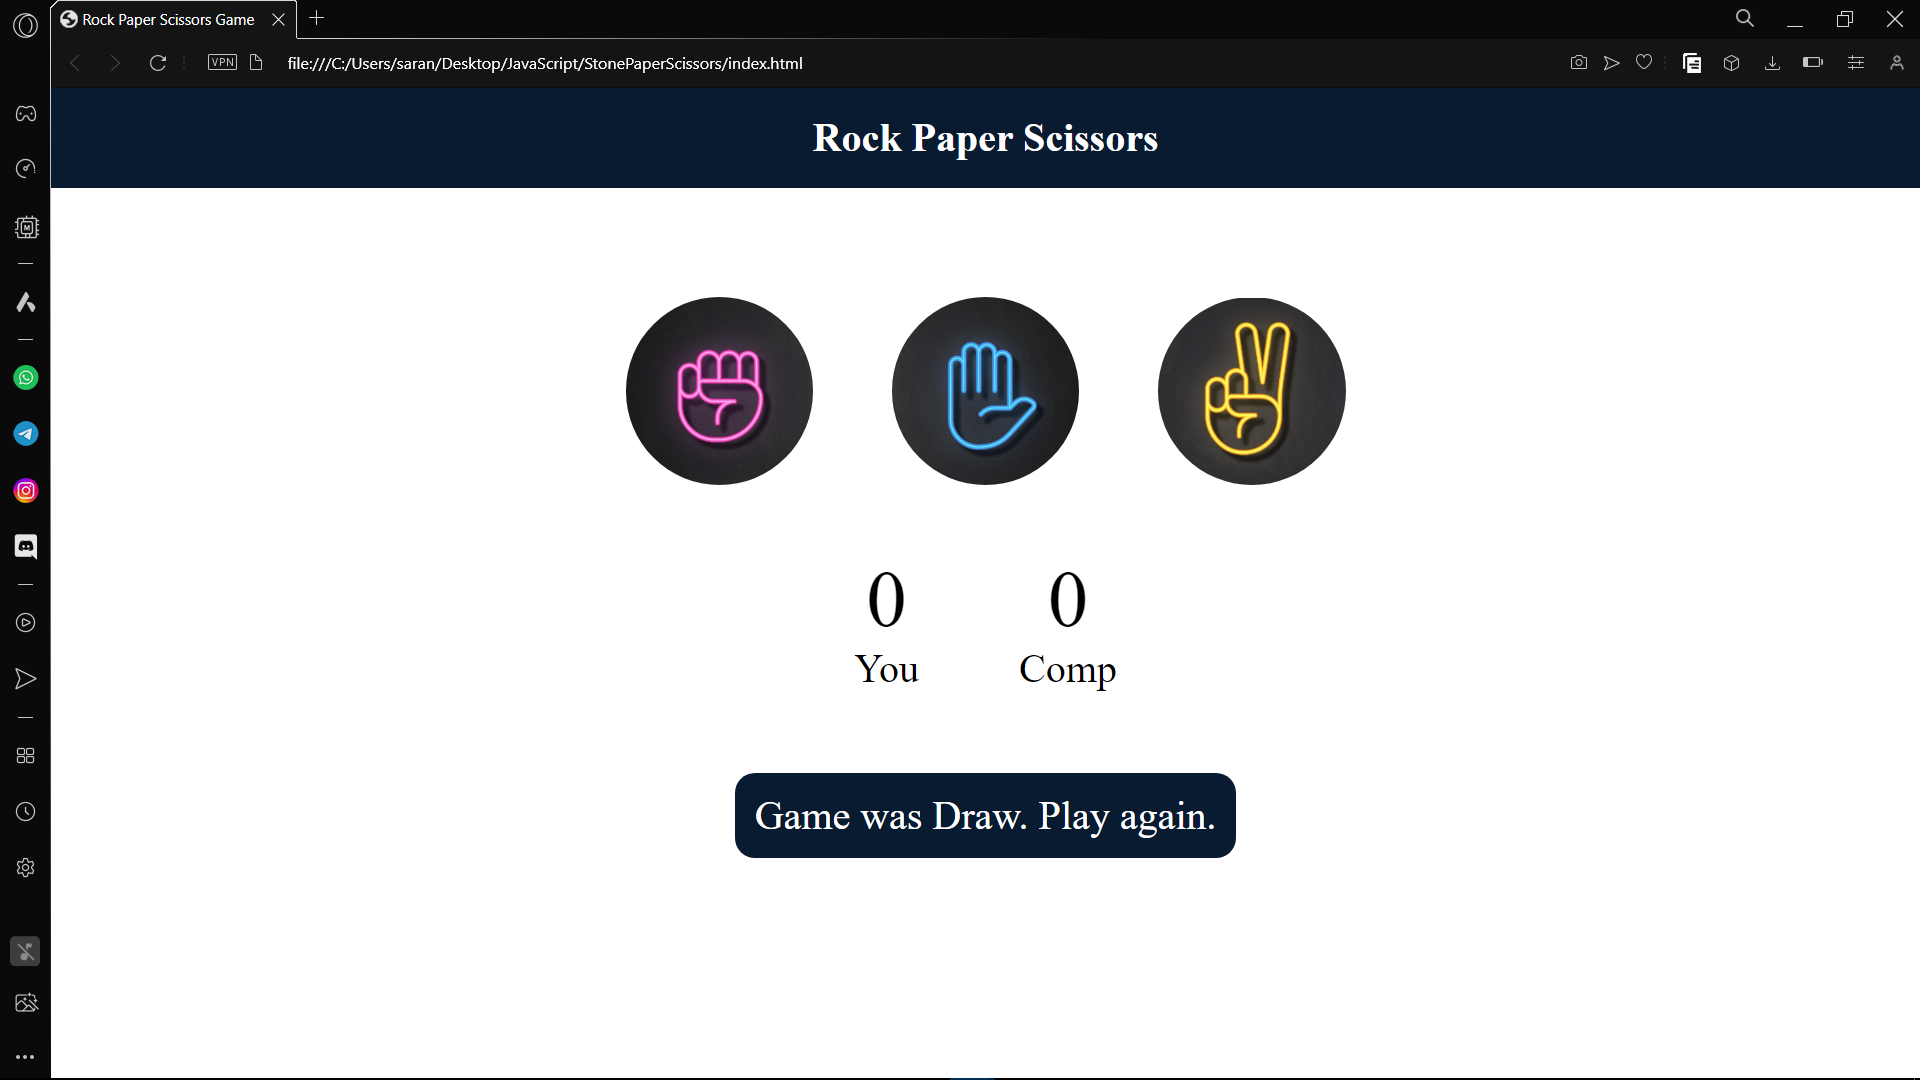 Rock Paper Scissors Game
VPN
file:///C:/Users/saran/Desktop/JavaScript/StonePaperScissors/index.html
M
Rock Paper Scissors
0 0
You Comp
Game was Draw. Play again.